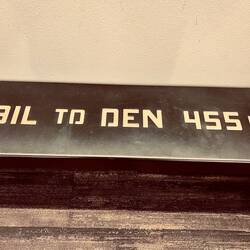 BIL TO DEN 455